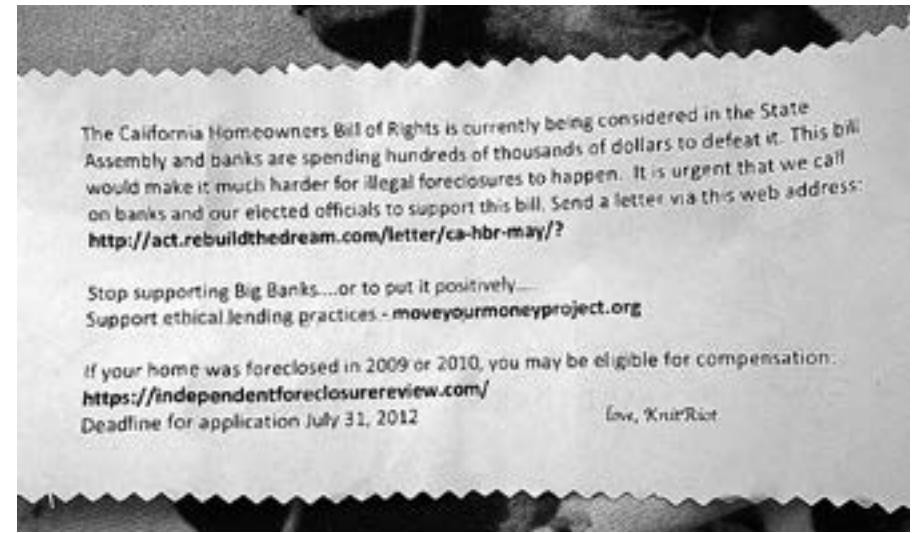 The California Homeowners Bill of Rights is currently being considered in the State
Assembly and banks are spending hundreds of thousands of dollars to defeat it. This bill
would make it much harder for illegal foreclosures to happen. It is urgent that we call
on banks and our elected officials to support this bill. Send a letter via this web address:
http://act.rebuildthedream.com/letter/ca-hbr-may/?
Stop supporting Big Banks....or to put it positively.....
Support ethical lending practices - moveyourmoneyproject.org
If your home was foreclosed in 2009 or 2010, you may be eligible for compensation:
https://independentforeclosurereview.com/
Deadline for application July 31, 2012
love, KnitRiot